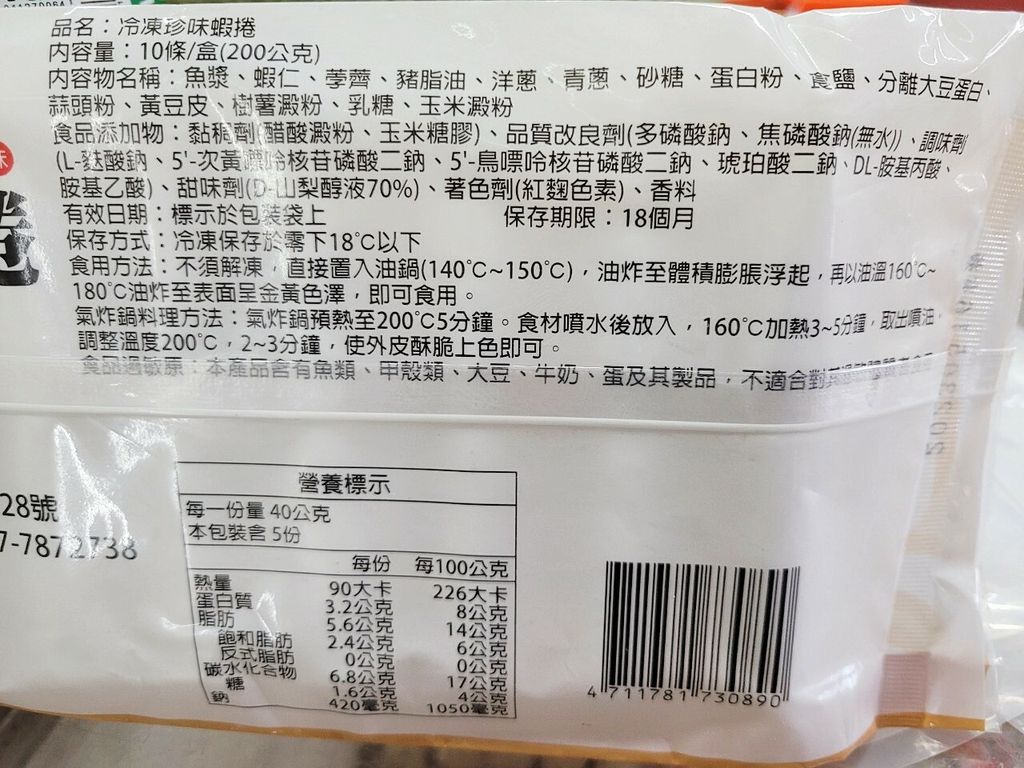 品名：冷凍珍味蝦捲
內容量：10條/盒(200公克)
內容物名稱：魚漿、蝦仁、荸薺、豬脂油、洋蔥、青蔥、砂糖、蛋白粉、食鹽、分離大豆蛋白、
蒜頭粉、黃豆皮、樹薯澱粉、乳糖、玉米澱粉
食品添加物：黏稠劑(醋酸澱粉、玉米糖膠)、品質改良劑(多磷酸鈉、焦磷酸鈉(無水))、調味劑
(L-麩酸鈉、5'-次黃嘌呤核苷磷酸二鈉、5'-鳥嘌呤核苷磷酸二鈉、琥珀酸二鈉、DL-胺基丙酸、
胺基乙酸)、甜味劑(D-山梨醇液70%)、著色劑(紅麴色素)、香料
有效日期：標示於包裝袋上 保存期限：18個月
保存方式：冷凍保存於零下18°C以下
食用方法：不須解凍，直接置入油鍋(140°C~150°C)，油炸至體積膨脹浮起，再以油溫160°C~
180°C油炸至表面呈金黃色澤，即可食用。
氣炸鍋料理方法：氣炸鍋預熱至200°C5分鐘。食材噴水後放入，160°C加熱3~5分鐘，取出噴油，
調整溫度200°C，2~3分鐘，使外皮酥脆上色即可。
食品過敏原：本產品含有魚類、甲殼類、大豆、牛奶、蛋及其製品，不適合對其
28號
7-7872738
營養標示
每一份量 40公克
本包裝含 5份
每份 每100公克
熱量 90大卡 226大卡
蛋白質 3.2公克 8公克
脂肪 5.6公克 14公克
飽和脂肪 2.4公克 6公克
反式脂肪 0公克 0公克
碳水化合物 6.8公克 17公克
糖 1.6公克 4公克
鈉 420毫克 1050毫克
4 711781 730890